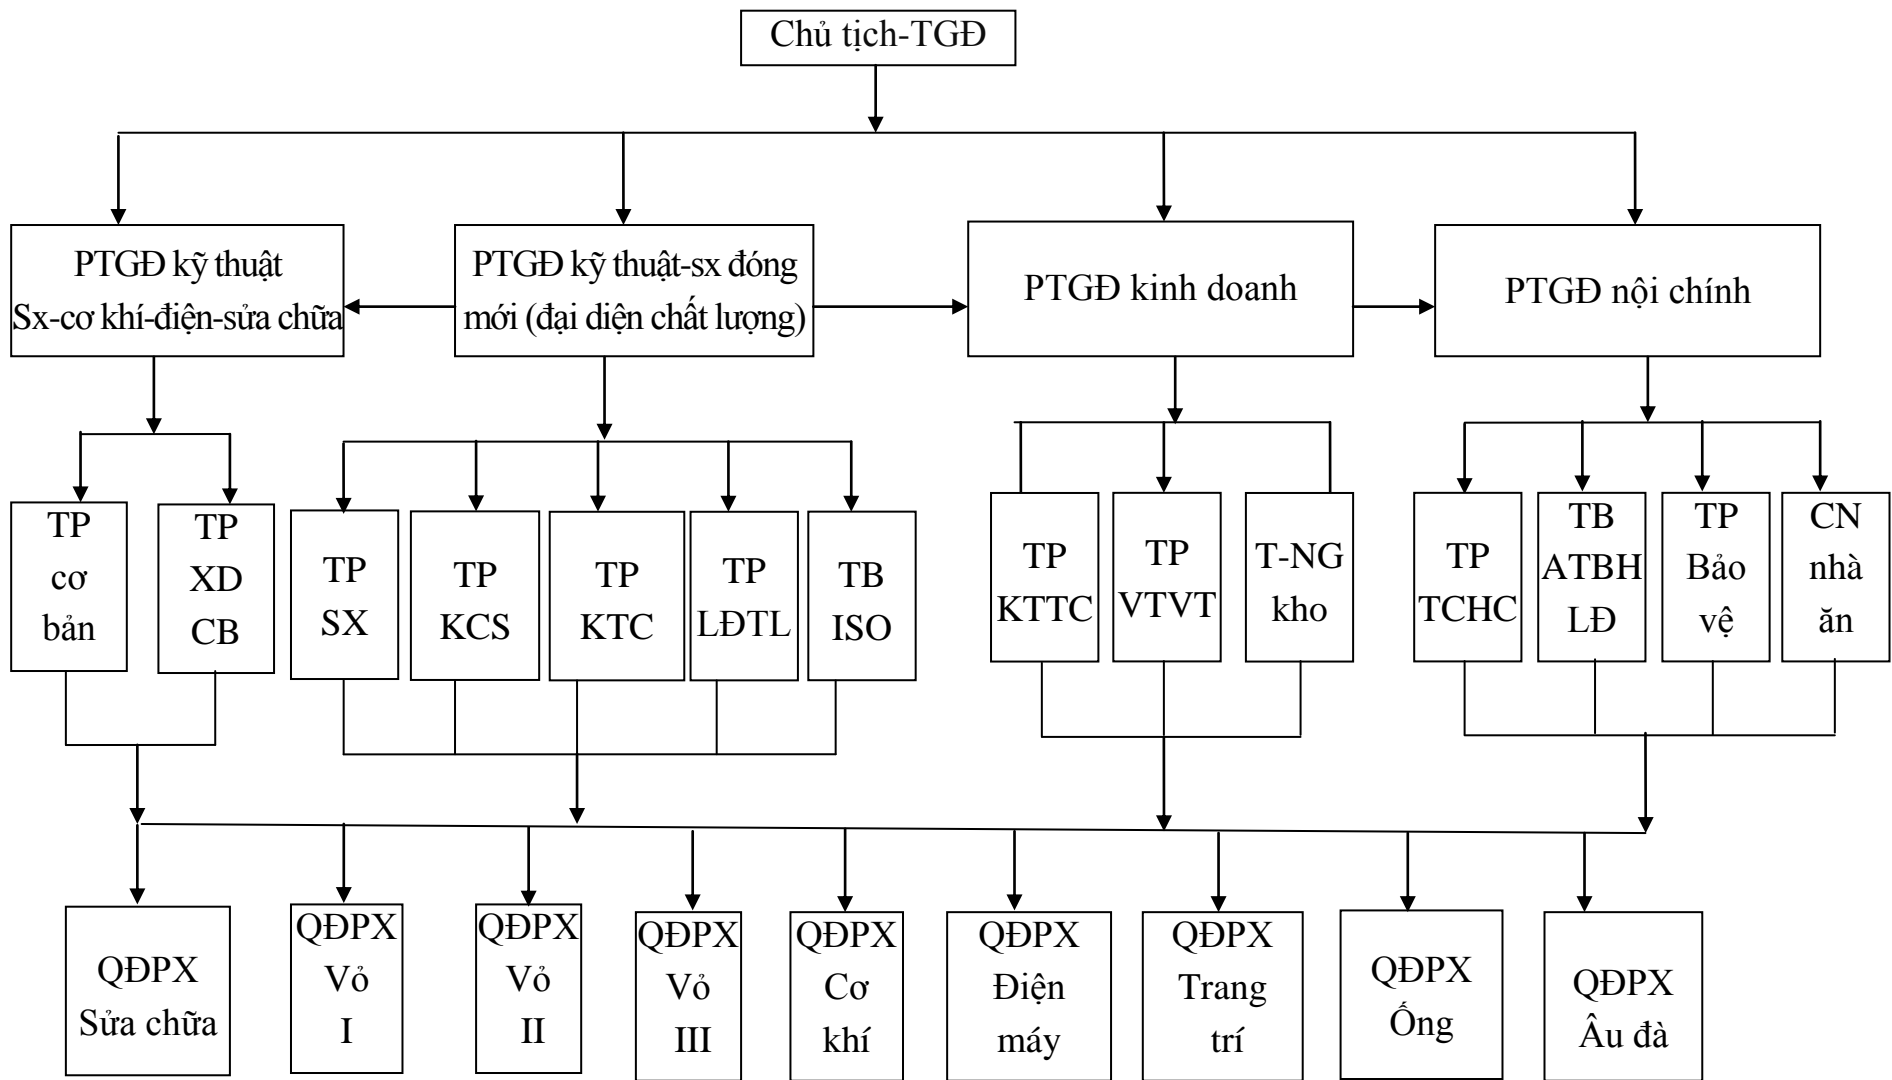 Chủ tịch-TGĐ
PTGĐ kỹ thuật
Sx-cơ khí-điện-sửa chữa
PTGĐ kỹ thuật-sx đóng
mới (đại diện chất lượng)
PTGĐ kinh doanh
PTGĐ nội chính
TP
cơ
bản
TP
XD
CB
TP
SX
TP
KCS
TP
KTC
TP
LĐTL
TB
ISO
TP
KTTC
TP
VTVT
T-NG
kho
TP
TCHC
TB
ATBH
LĐ
TP
Bảo
vệ
CN
nhà
ăn
QĐPX
Sửa chữa
QĐPX
Vỏ
I
QĐPX
Vỏ
II
QĐPX
Vỏ
III
QĐPX
Cơ
khí
QĐPX
Điện
máy
QĐPX
Trang
trí
QĐPX
Ống
QĐPX
Âu đà